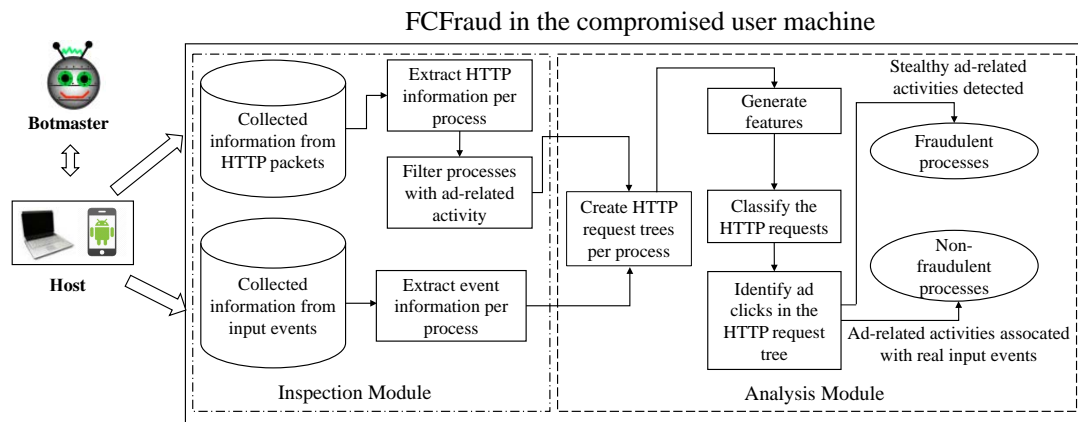 FCFraud in the compromised user machine
Botmaster
Host
Collected
information from
HTTP packets
Extract HTTP
information per
process
Filter processes
with ad-related
activity
Collected
information from
input events
Extract event
information per
process
Inspection Module
Create HTTP
request trees
per process
Generate
features
Classify the
HTTP requests
Identify ad
clicks in the
HTTP request
tree
Stealthy ad-related
activities detected
Fraudulent
processes
Non-
fraudulent
processes
Ad-related activities assocated
with real input events
Analysis Module